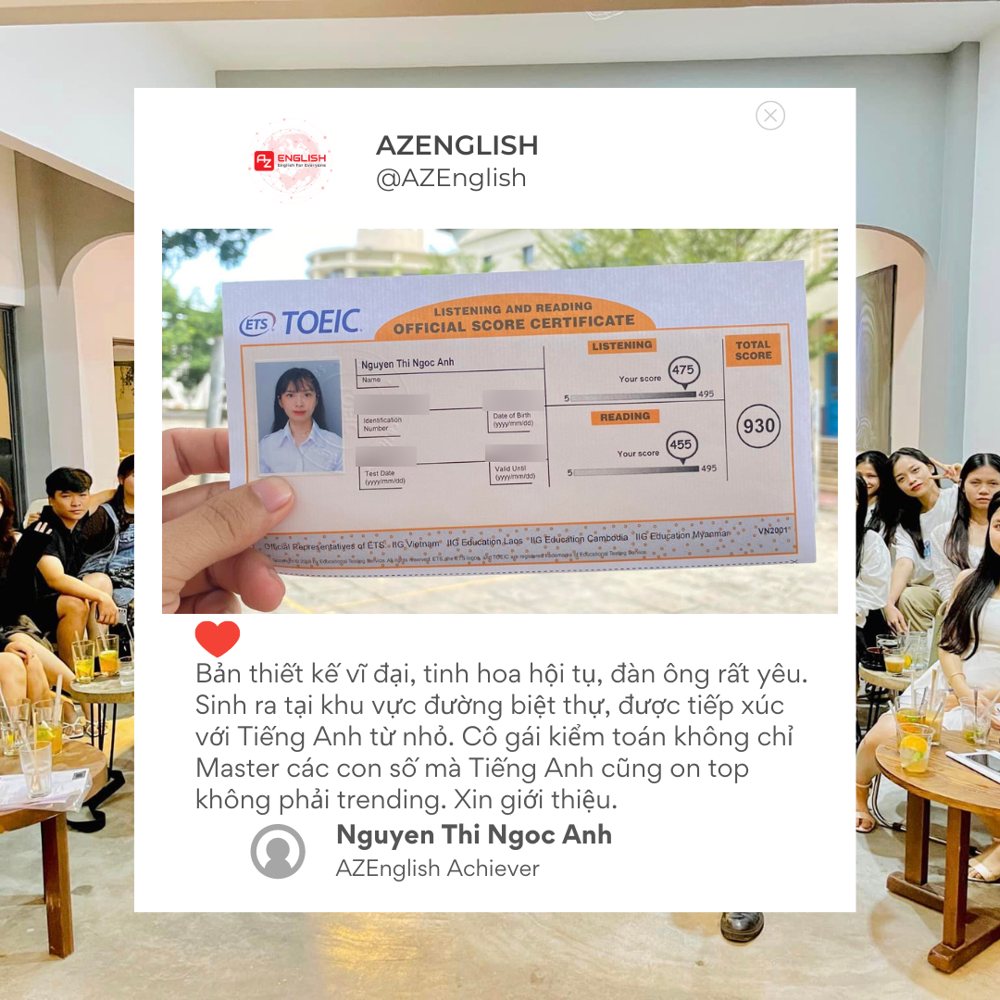 AZ ENGLISH
English For Everyone
AZENGLISH
@AZEnglish
ETS TOEIC
LISTENING AND READING
OFFICIAL SCORE CERTIFICATE
Nguyen Thi Ngoc Anh
Name
Identification
Number
Date of Birth
(yyyy/mm/dd)
Test Date
(yyyy/mm/dd)
Valid Until
(yyyy/mm/dd)
LISTENING
Your score
475
5
495
READING
Your score
455
5
495
TOTAL
SCORE
930
Official Representatives of ETS IIG Vietnam IIG Education Laos IIG Education Cambodia IIG Education Myanmar
VN2001
Bản thiết kế vĩ đại, tinh hoa hội tụ, đàn ông rất yêu.
Sinh ra tại khu vực đường biệt thự, được tiếp xúc
với Tiếng Anh từ nhỏ. Cô gái kiểm toán không chỉ
Master các con số mà Tiếng Anh cũng on top
không phải trending. Xin giới thiệu.
Nguyen Thi Ngoc Anh
AZEnglish Achiever